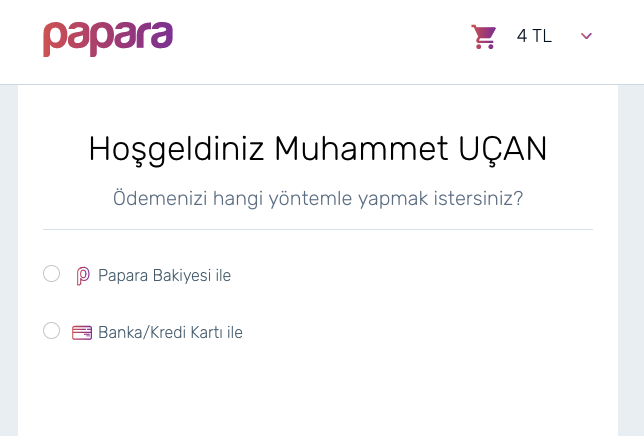 papara
4 TL
Hoşgeldiniz Muhammet UÇAN
Ödemenizi hangi yöntemle yapmak istersiniz?
Papara Bakiyesi ile
Banka/Kredi Kartı ile